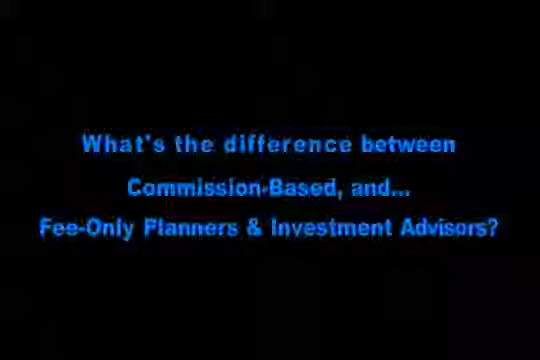 What's the difference between
Commission-Based, and...
Fee-Only Planners & Investment Advisors?